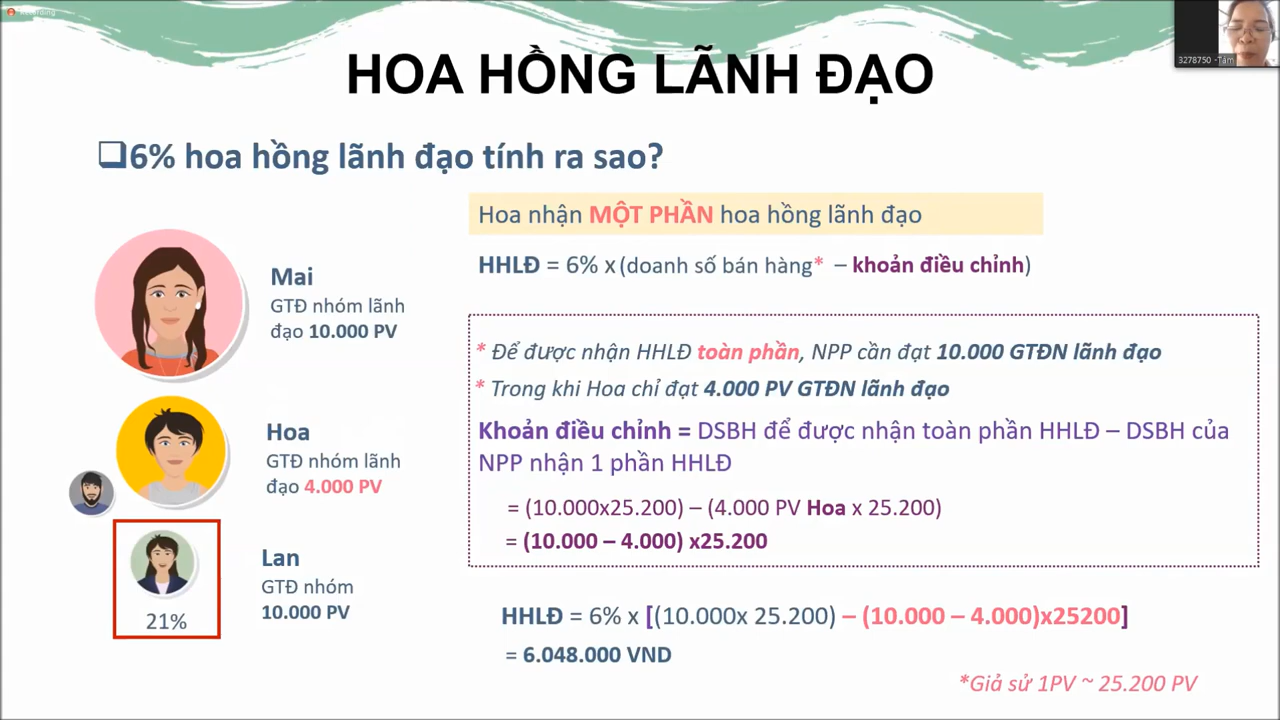 Recording
3278750 -Tâm
HOA HỒNG LÃNH ĐẠO
6% hoa hồng lãnh đạo tính ra sao?
Hoa nhận MỘT PHẦN hoa hồng lãnh đạo
HHLĐ = 6% x (doanh số bán hàng* – khoản điều chỉnh)
Mai
GTĐ nhóm lãnh
đạo 10.000 PV
* Để được nhận HHLĐ toàn phần, NPP cần đạt 10.000 GTĐN lãnh đạo
* Trong khi Hoa chỉ đạt 4.000 PV GTĐN lãnh đạo
Khoản điều chỉnh = DSBH để được nhận toàn phần HHLĐ – DSBH của
NPP nhận 1 phần HHLĐ
= (10.000x25.200) – (4.000 PV Hoa x 25.200)
= (10.000 – 4.000) x25.200
Hoa
GTĐ nhóm lãnh
đạo 4.000 PV
Lan
GTĐ nhóm
10.000 PV
21%
HHLĐ = 6% x [(10.000x 25.200) – (10.000 – 4.000)x25200]
= 6.048.000 VND
*Giả sử 1PV ~ 25.200 PV